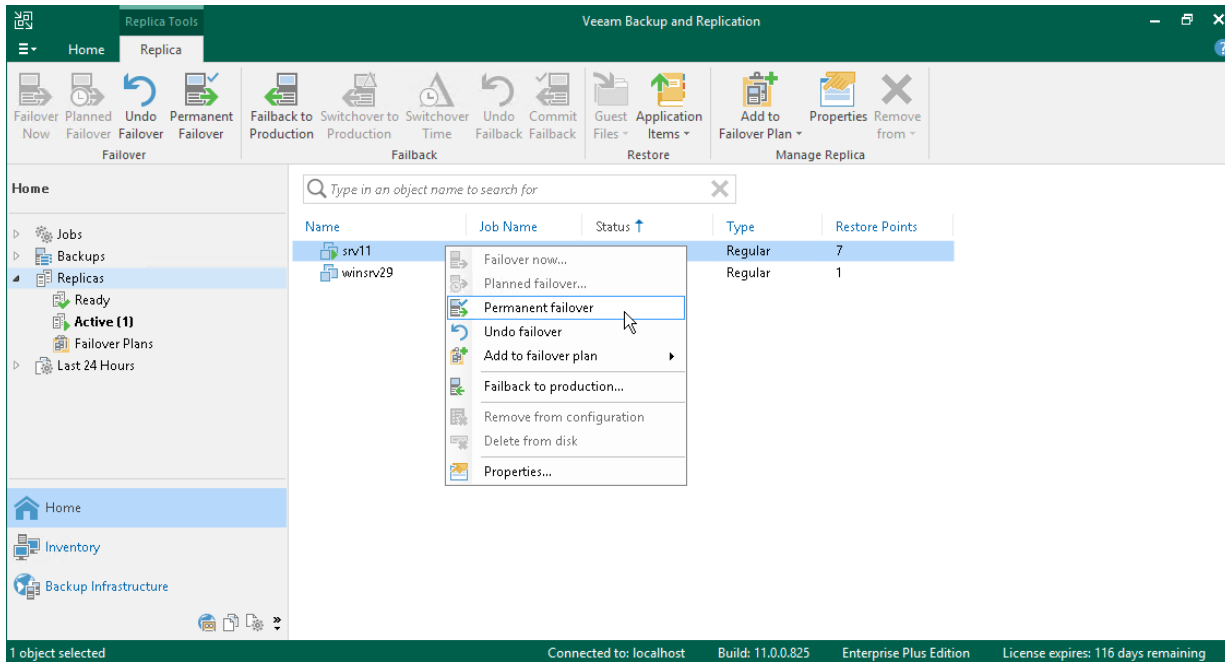 Replica Tools
Veeam Backup and Replication
Home Replica
Failover Now
Planned Failover
Undo Failover
Permanent Failover
Failback to Production
Switchover to Production
Switchover Time
Undo Failback
Commit Failback
Guest Files
Application Items
Add to Failover Plan
Properties
Remove from
Failover Failback Restore Manage Replica
Home
Type in an object name to search for
Name Job Name Status Type Restore Points
Jobs
Backups
Replicas
Ready
Active (1)
Failover Plans
Last 24 Hours
srv11 Regular 7
winsrv29 Regular 1
Failover now...
Planned failover...
Permanent failover
Undo failover
Add to failover plan
Failback to production...
Remove from configuration
Delete from disk
Properties...
Home
Inventory
Backup Infrastructure
1 object selected Connected to: localhost Build: 11.0.0.825 Enterprise Plus Edition License expires: 116 days remaining